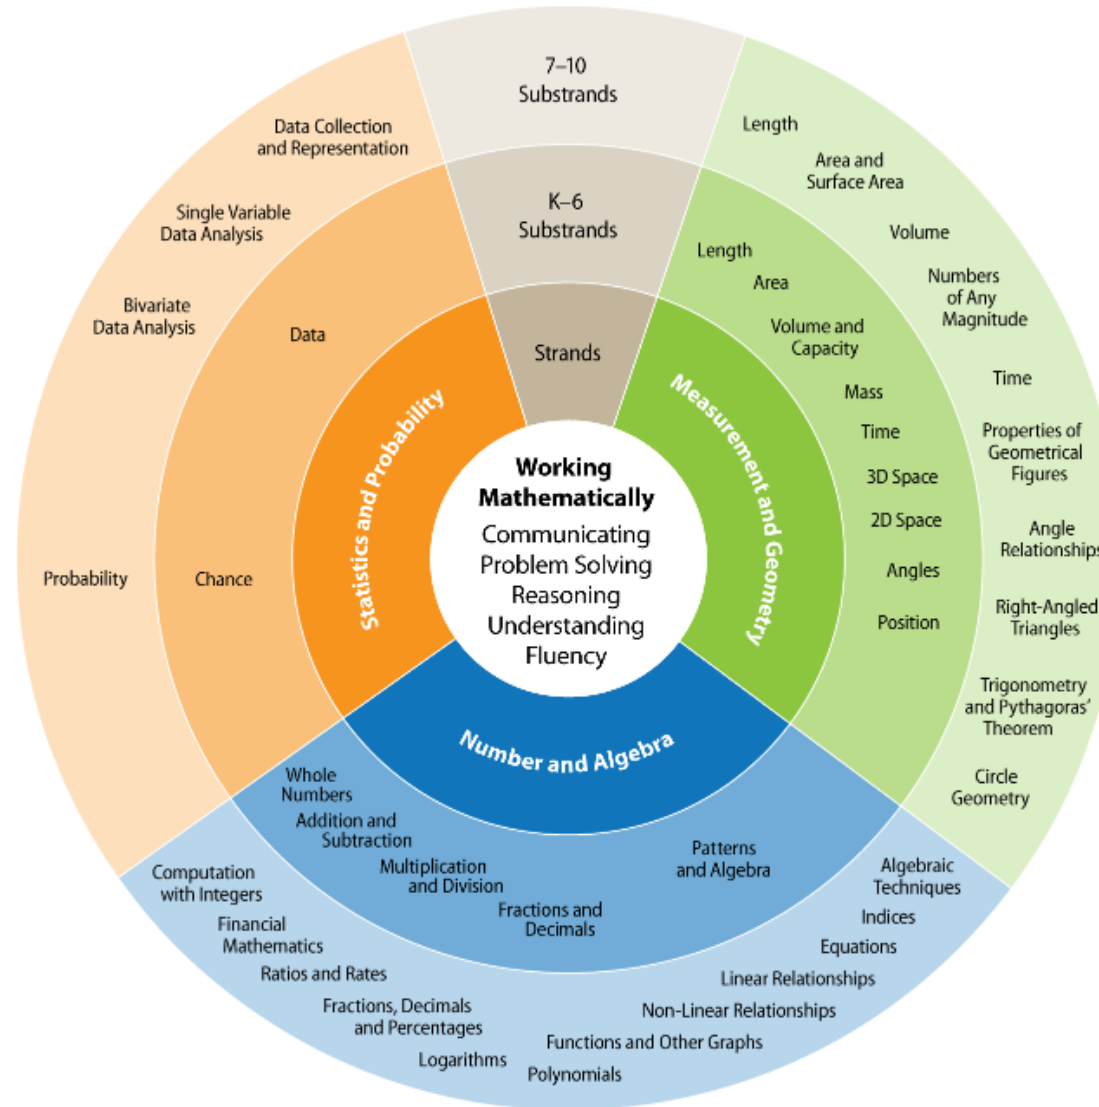 7–10
Substrands
K–6
Substrands
Strands
Working
Mathematically
Communicating
Problem Solving
Reasoning
Understanding
Fluency
Measurement and Geometry
Length
Area
Volume and
Capacity
Mass
Time
3D Space
2D Space
Angles
Position
Length
Area and
Surface Area
Volume
Numbers
of Any
Magnitude
Time
Properties of
Geometrical
Figures
Angle
Relationships
Right-Angled
Triangles
Trigonometry
and Pythagoras’
Theorem
Circle
Geometry
Number and Algebra
Whole
Numbers
Addition and
Subtraction
Multiplication
and Division
Fractions and
Decimals
Patterns
and Algebra
Computation
with Integers
Financial
Mathematics
Ratios and Rates
Fractions, Decimals
and Percentages
Logarithms
Polynomials
Functions and Other Graphs
Non-Linear Relationships
Linear Relationships
Equations
Indices
Algebraic
Techniques
Statistics and Probability
Data
Chance
Data Collection
and Representation
Single Variable
Data Analysis
Bivariate
Data Analysis
Probability